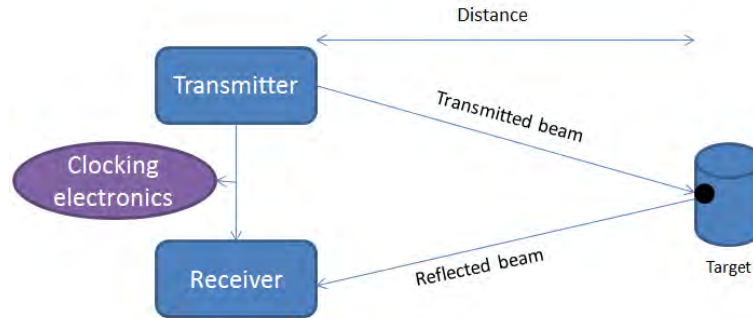 Distance
Transmitter
Transmitted beam
Clocking
electronics
Receiver
Reflected beam
Target